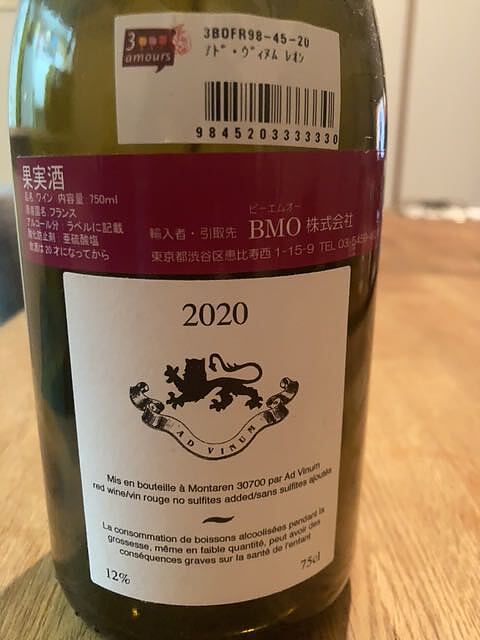 3 amours
3BOFR98-45-20
アド・ヴィヌム レオン
9845203333330
果実酒
品名 ワイン 内容量:750ml
原産国名 フランス
アルコール分 ラベルに記載
酸化防止剤:亜硫酸塩
飲酒は20才になってから
ビーエムオー
輸入者・引取先 BMO 株式会社
東京都渋谷区恵比寿西 1-15-9 TEL 03-5459-4
2020
AD VINUM
Mis en bouteille à Montaren 30700 par Ad Vinum
red wine/vin rouge no sulfites added/sans sulfites ajoutés
La consommation de boissons alcoolisées pendant la
grossesse, même en faible quantité, peut avoir des
conséquences graves sur la santé de l'enfant
12% 75cl